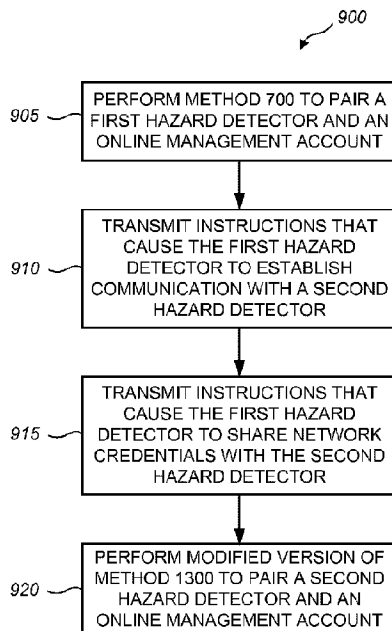 900
905
PERFORM METHOD 700 TO PAIR A
FIRST HAZARD DETECTOR AND AN
ONLINE MANAGEMENT ACCOUNT
910
TRANSMIT INSTRUCTIONS THAT
CAUSE THE FIRST HAZARD
DETECTOR TO ESTABLISH
COMMUNICATION WITH A SECOND
HAZARD DETECTOR
915
TRANSMIT INSTRUCTIONS THAT
CAUSE THE FIRST HAZARD
DETECTOR TO SHARE NETWORK
CREDENTIALS WITH THE SECOND
HAZARD DETECTOR
920
PERFORM MODIFIED VERSION OF
METHOD 1300 TO PAIR A SECOND
HAZARD DETECTOR AND AN
ONLINE MANAGEMENT ACCOUNT